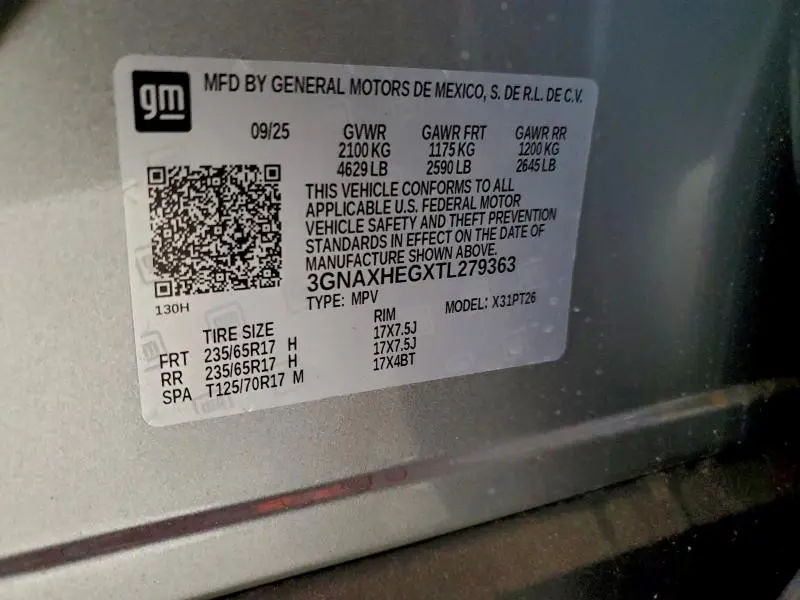 gm
MFD BY GENERAL MOTORS DE MEXICO, S. DE R.L. DE C.V.
09/25 GVWR GAWR FRT GAWR RR
2100 KG 1175 KG 1200 KG
4629 LB 2590 LB 2645 LB
THIS VEHICLE CONFORMS TO ALL
APPLICABLE U.S. FEDERAL MOTOR
VEHICLE SAFETY AND THEFT PREVENTION
STANDARDS IN EFFECT ON THE DATE OF
MANUFACTURE SHOWN ABOVE.
3GNAXHEGXTL279363
130H
TYPE: MPV MODEL: X31PT26
TIRE SIZE RIM
FRT 235/65R17 H 17X7.5J
RR 235/65R17 H 17X7.5J
SPA T125/70R17 M 17X4BT